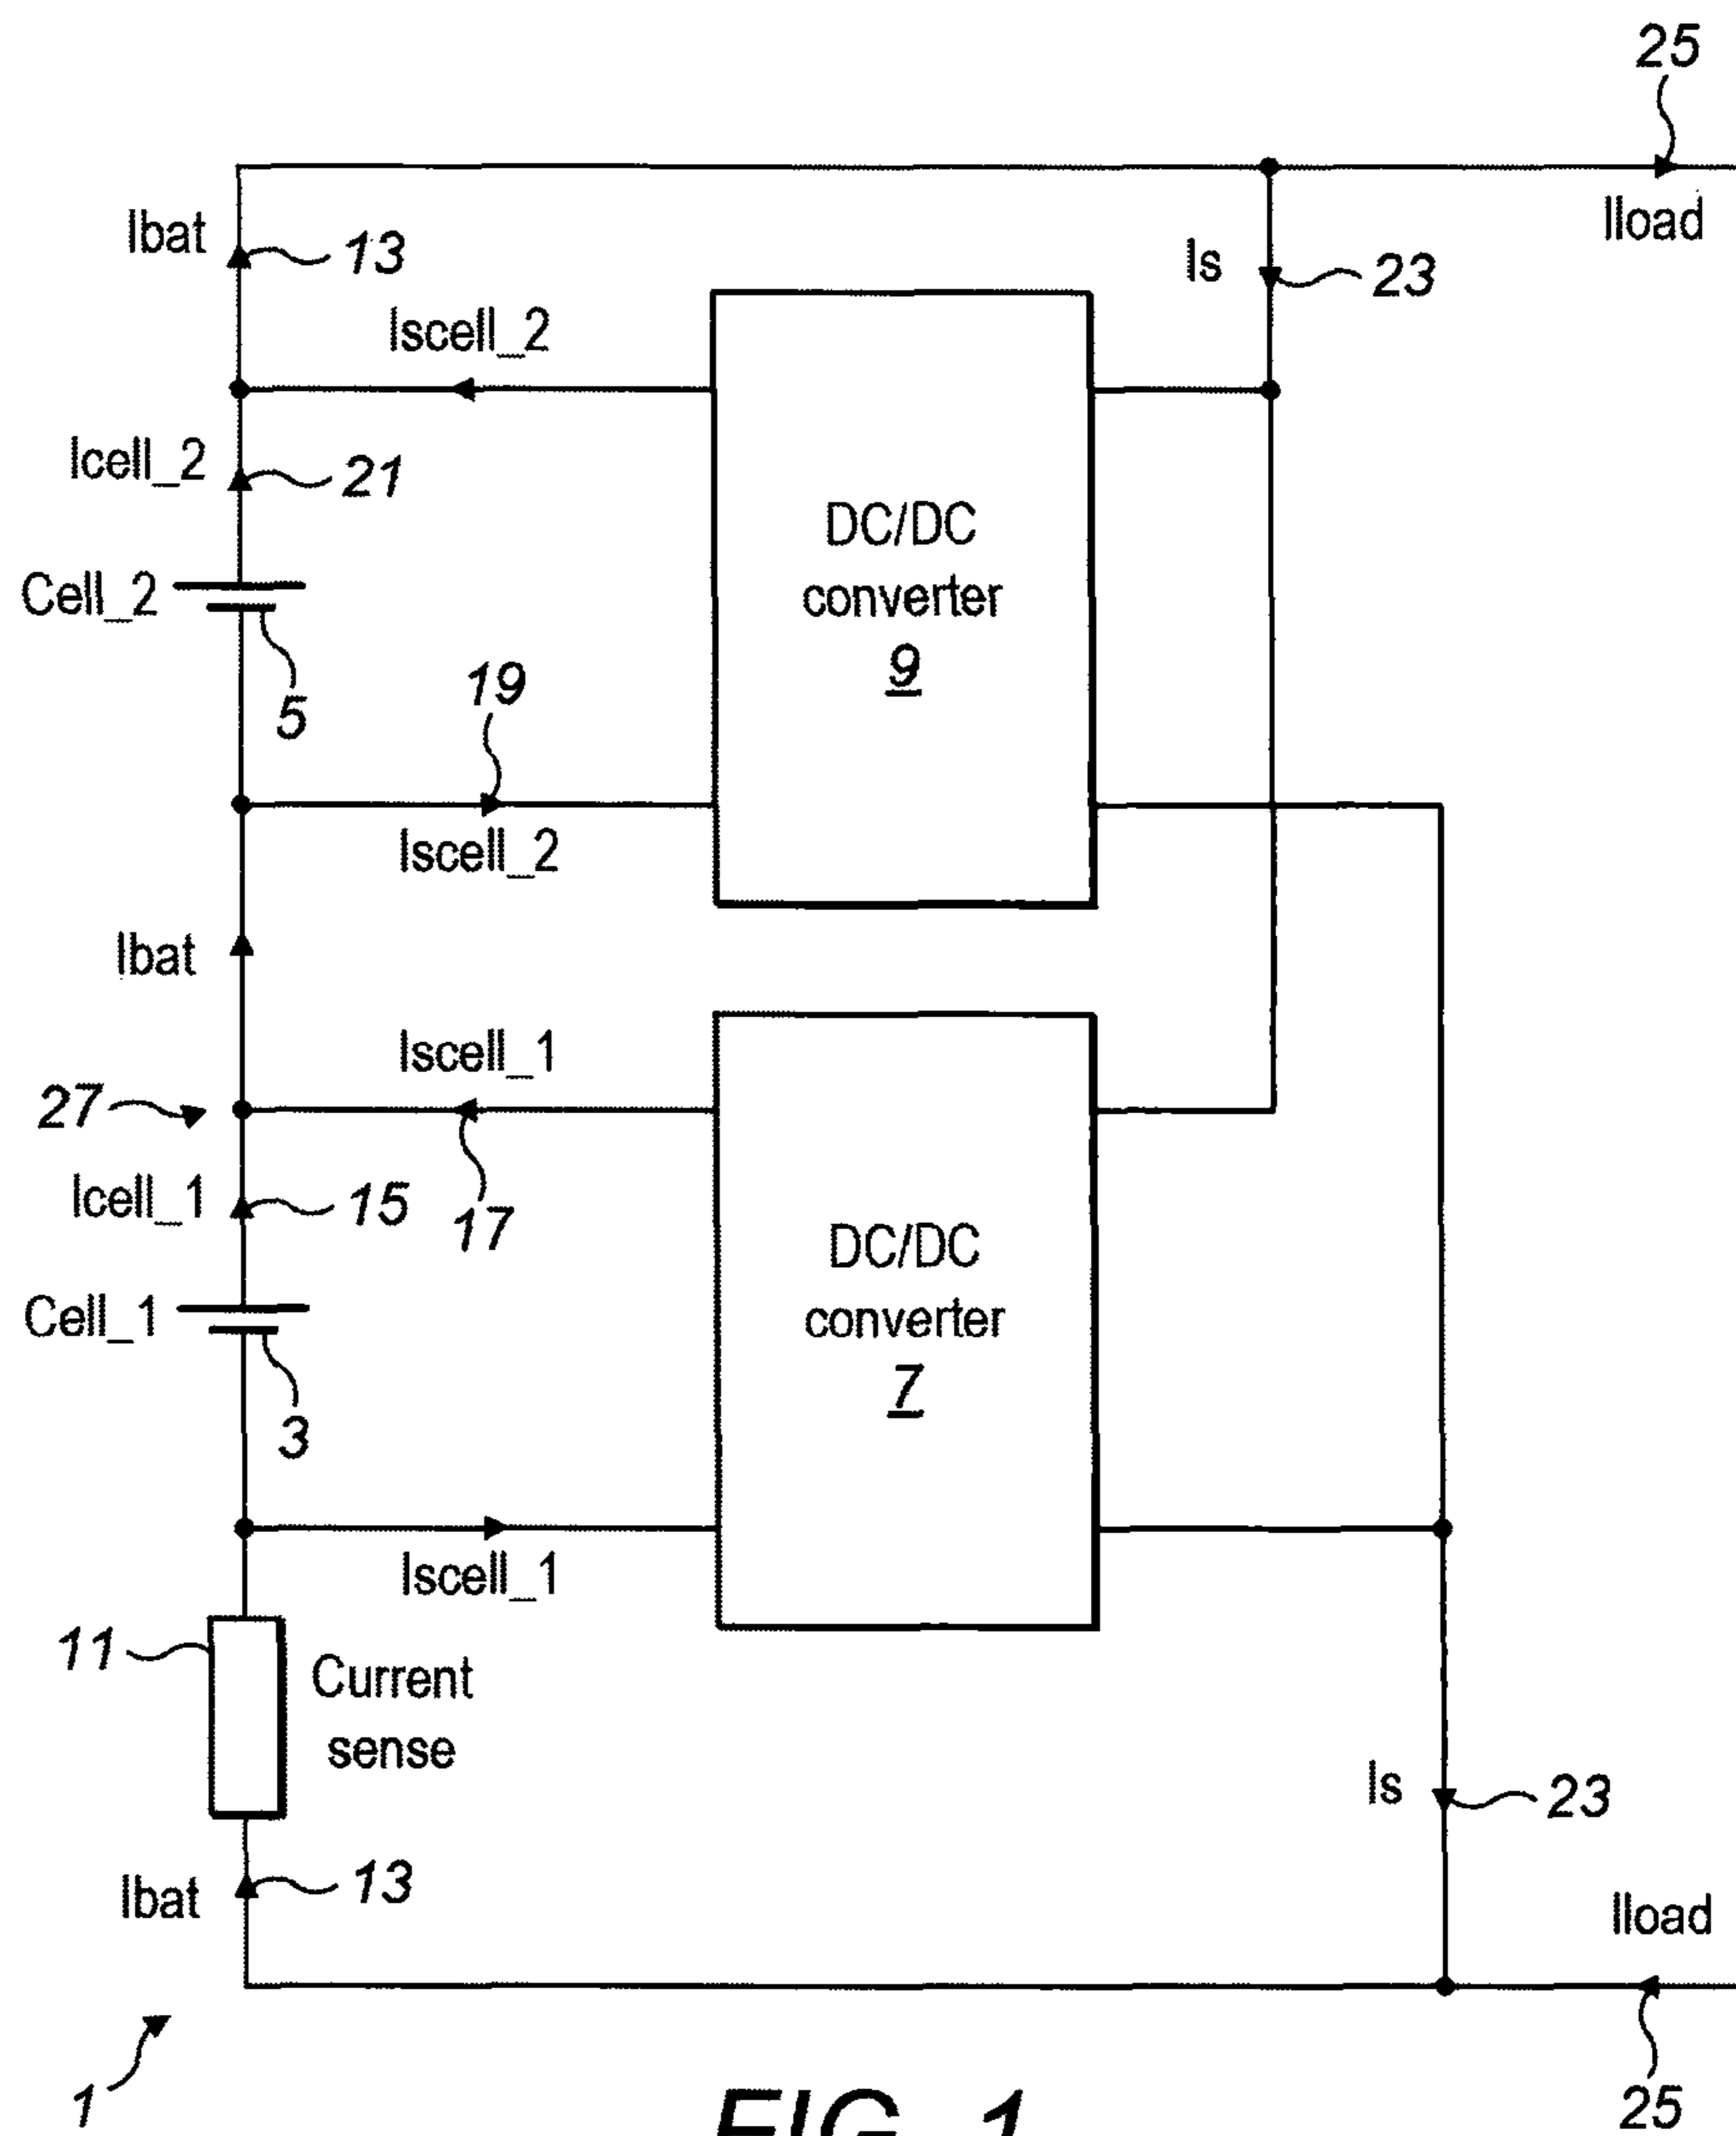 25
Ibat
13
Is
23
Iload
Iscell_2
Icell_2
21
DC/DC
converter
9
Cell_2
5
19
Iscell_2
Ibat
Iscell_1
27
17
Icell_1
15
DC/DC
converter
7
Cell_1
3
Iscell_1
11
Current
sense
Is
23
Ibat
13
Iload
1
25
FIG. 1